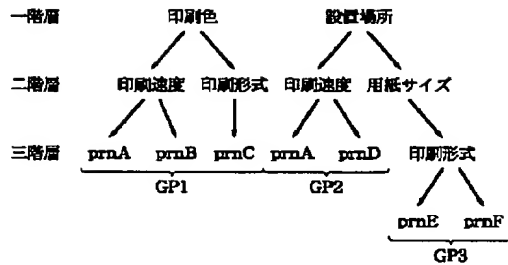 一階層 印刷色 設置場所
二階層 印刷速度 印刷形式 印刷速度 用紙サイズ
三階層 prnA prnB prnC prnA prnD 印刷形式
GP1 GP2
prnE prnF
GP3